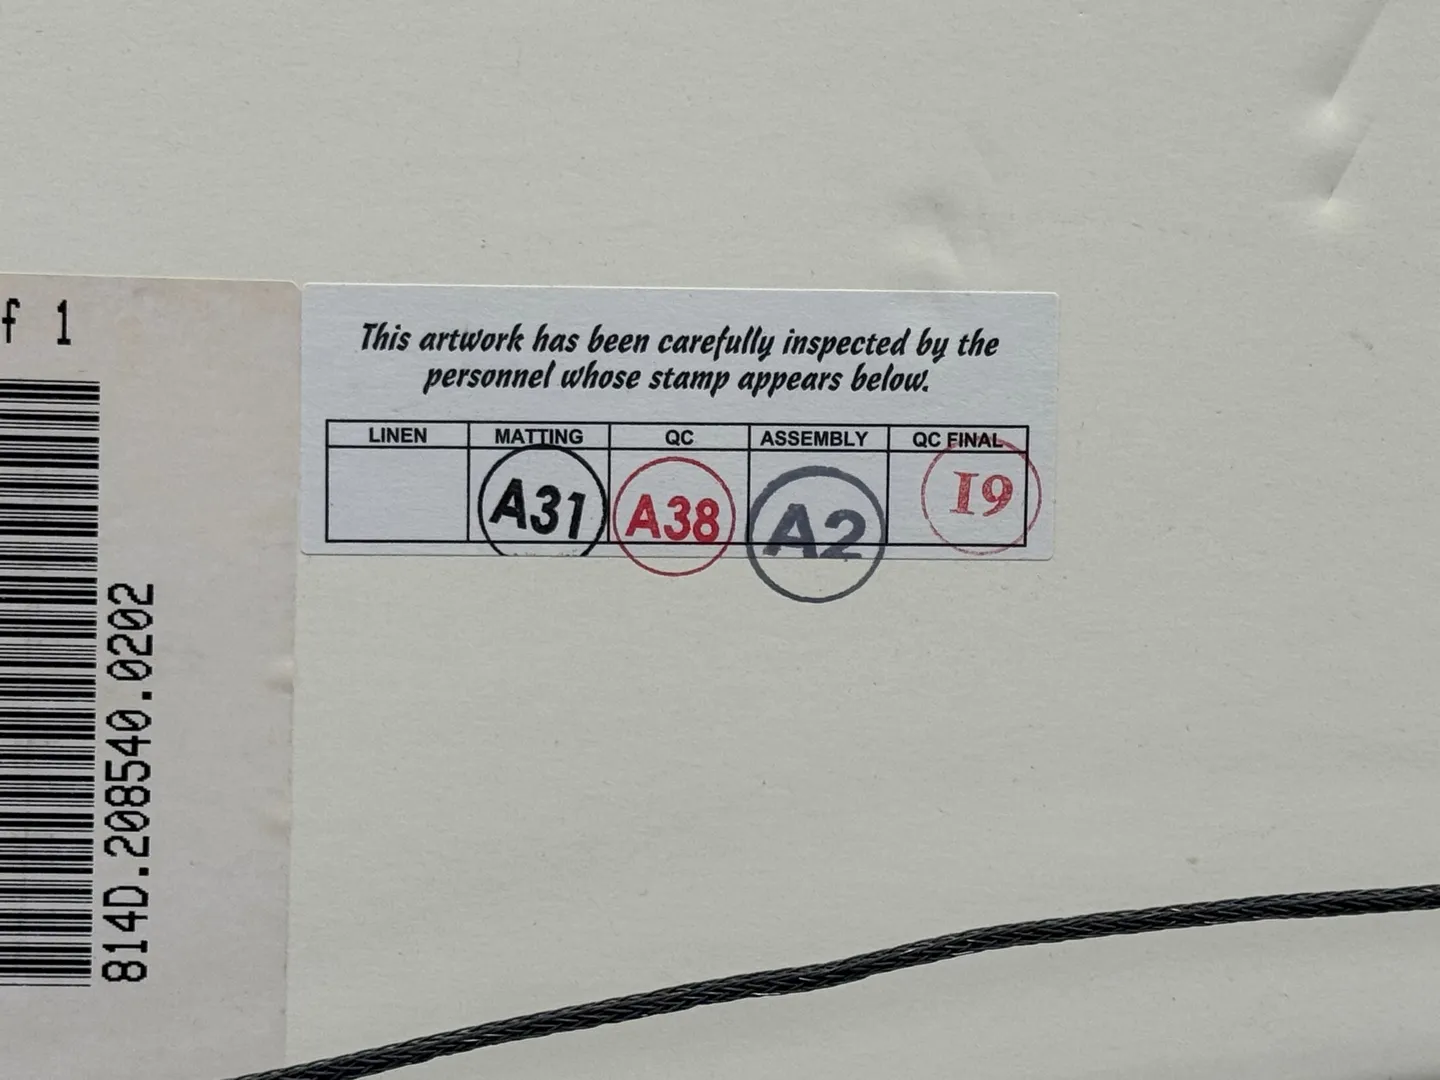 f 1
814D.208540.0202
This artwork has been carefully inspected by the
personnel whose stamp appears below.
LINEN MATTING QC ASSEMBLY QC FINAL
A31 A38 A2 I9